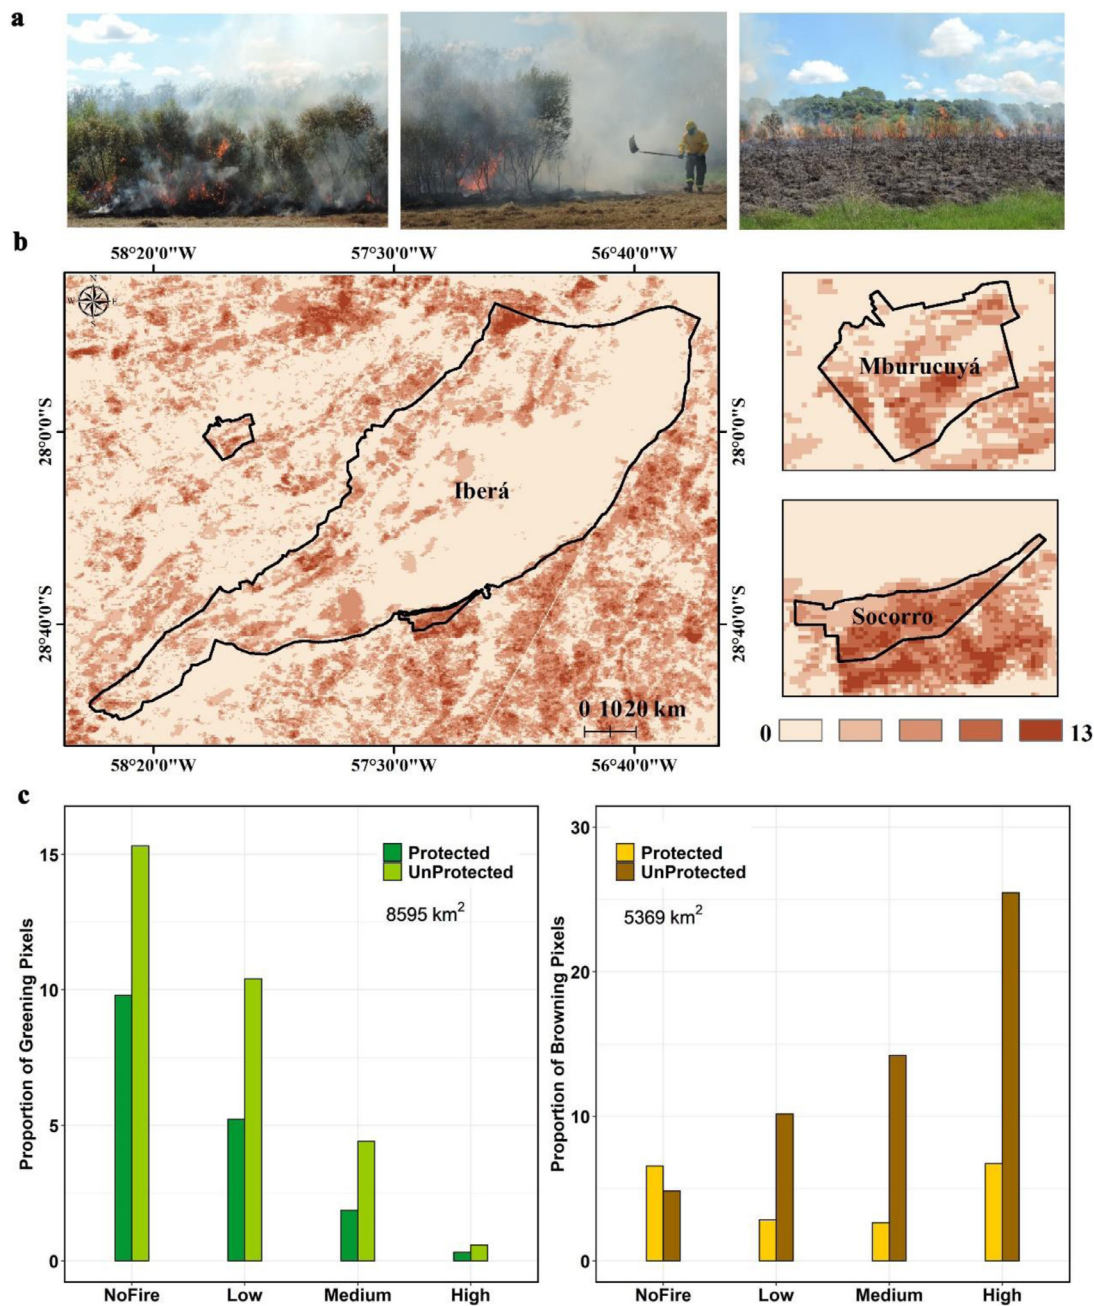 a
b
58°20'0"W 57°30'0"W 56°40'0"W
N
W E
S
28°0'0"S
28°40'0"S
Iberá
0 1020 km
58°20'0"W 57°30'0"W 56°40'0"W
28°0'0"S
28°40'0"S
Mburucuyá
Socorro
0 13
c
Proportion of Greening Pixels
15
10
5
0
Protected
UnProtected
8595 km²
NoFire Low Medium High
Proportion of Browning Pixels
30
20
10
0
Protected
UnProtected
5369 km²
NoFire Low Medium High